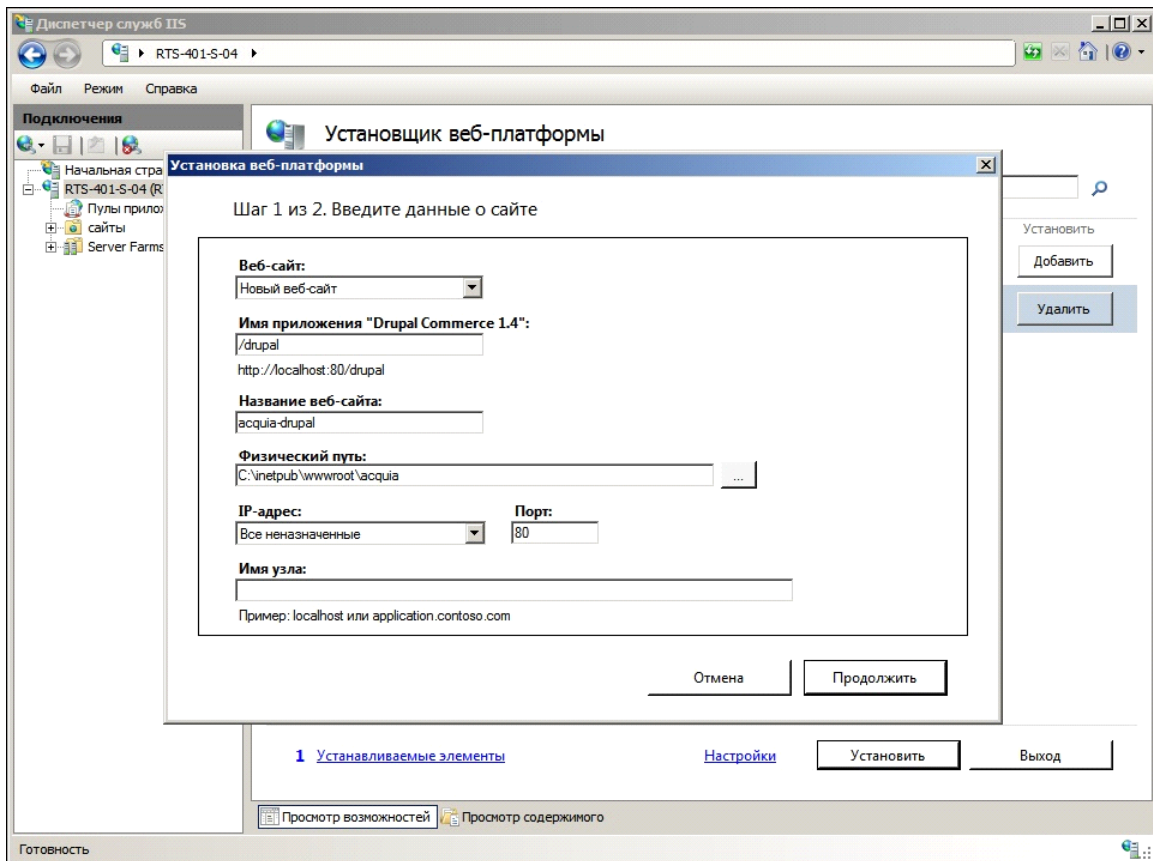 Диспетчер служб IIS
RTS-401-S-04
Файл Режим Справка
Подключения
Начальная стра
RTS-401-S-04 (R
Пулы прилож
сайты
Server Farms
Установщик веб-платформы
Установить
Добавить
Удалить
Установка веб-платформы
Шаг 1 из 2. Введите данные о сайте
Веб-сайт:
Новый веб-сайт
Имя приложения "Drupal Commerce 1.4":
/drupal
http://localhost:80/drupal
Название веб-сайта:
acquia-drupal
Физический путь:
C:\inetpub\wwwroot\acquia
...
IP-адрес: Порт:
Все неназначенные 80
Имя узла:
Пример: localhost или application.contoso.com
Отмена Продолжить
1 Устанавливаемые элементы Настройки Установить Выход
Просмотр возможностей Просмотр содержимого
Готовность